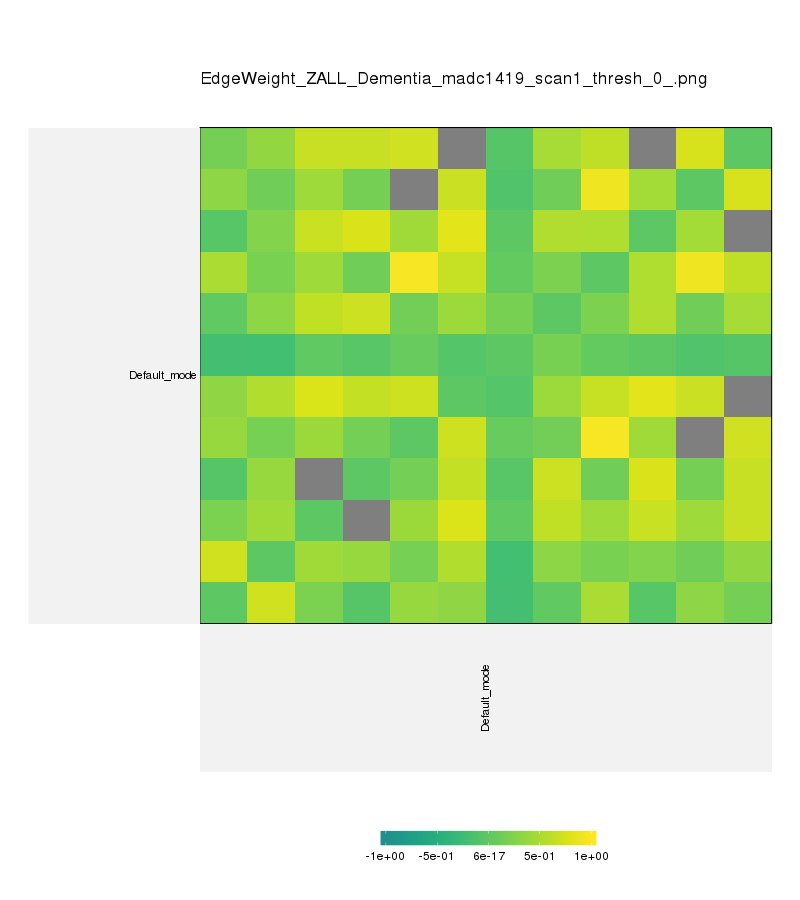 EdgeWeight_ZALL_Dementia_madc1419_scan1_thresh_0_.png
Default_mode
Default_mode
-1e+00 -5e-01 6e-17 5e-01 1e+00